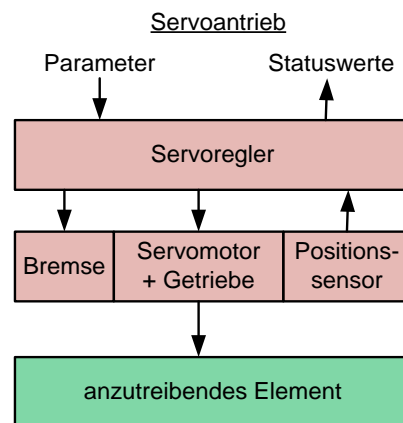 Servoantrieb
Parameter
Statuswerte
Servoregler
Bremse
Servomotor
+ Getriebe
Positions-
sensor
anzutreibendes Element